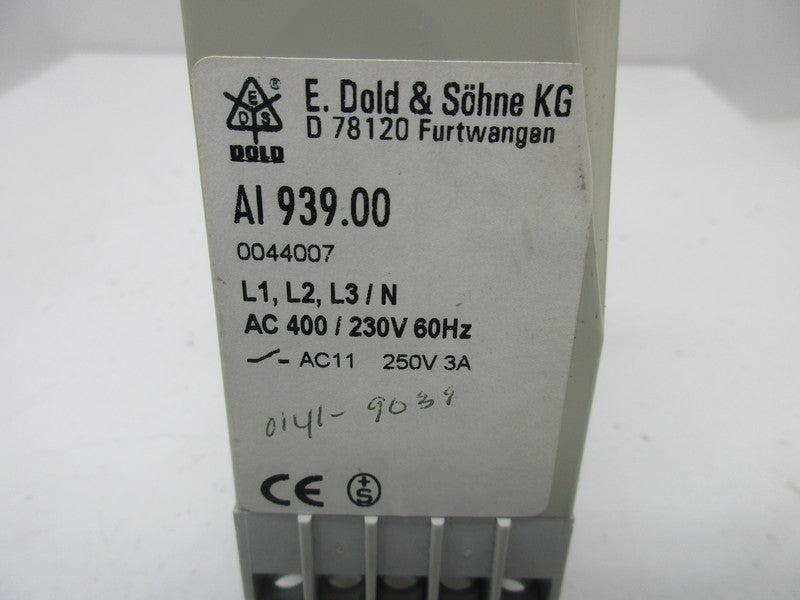 E
D S
®
DOLD
E. Dold & Söhne KG
D 78120 Furtwangen
AI 939.00
0044007
L1, L2, L3 / N
AC 400 / 230V 60Hz
AC11 250V 3A
0141-9039
CE +S